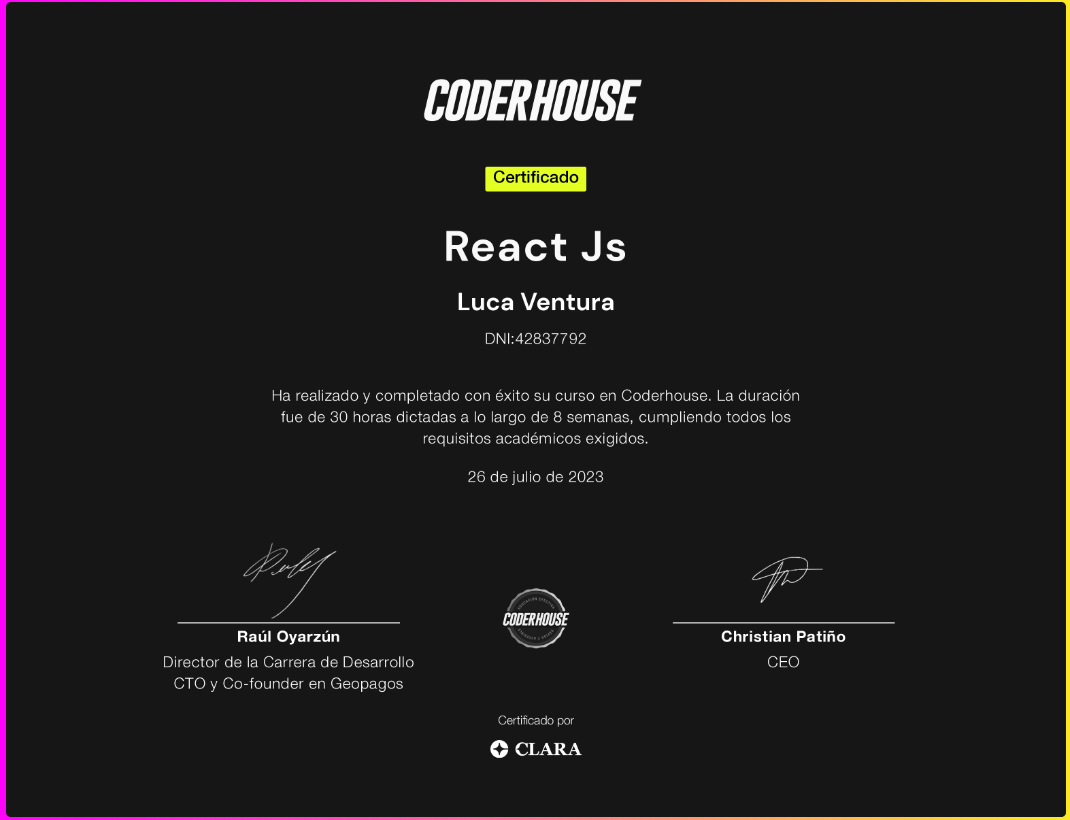 CODERHOUSE
Certificado
React Js
Luca Ventura
DNI:42837792
Ha realizado y completado con éxito su curso en Coderhouse. La duración
fue de 30 horas dictadas a lo largo de 8 semanas, cumpliendo todos los
requisitos académicos exigidos.
26 de julio de 2023
CODERHOUSE
Raúl Oyarzún
Director de la Carrera de Desarrollo
CTO y Co-founder en Geopagos
Christian Patiño
CEO
Certificado por
CLARA